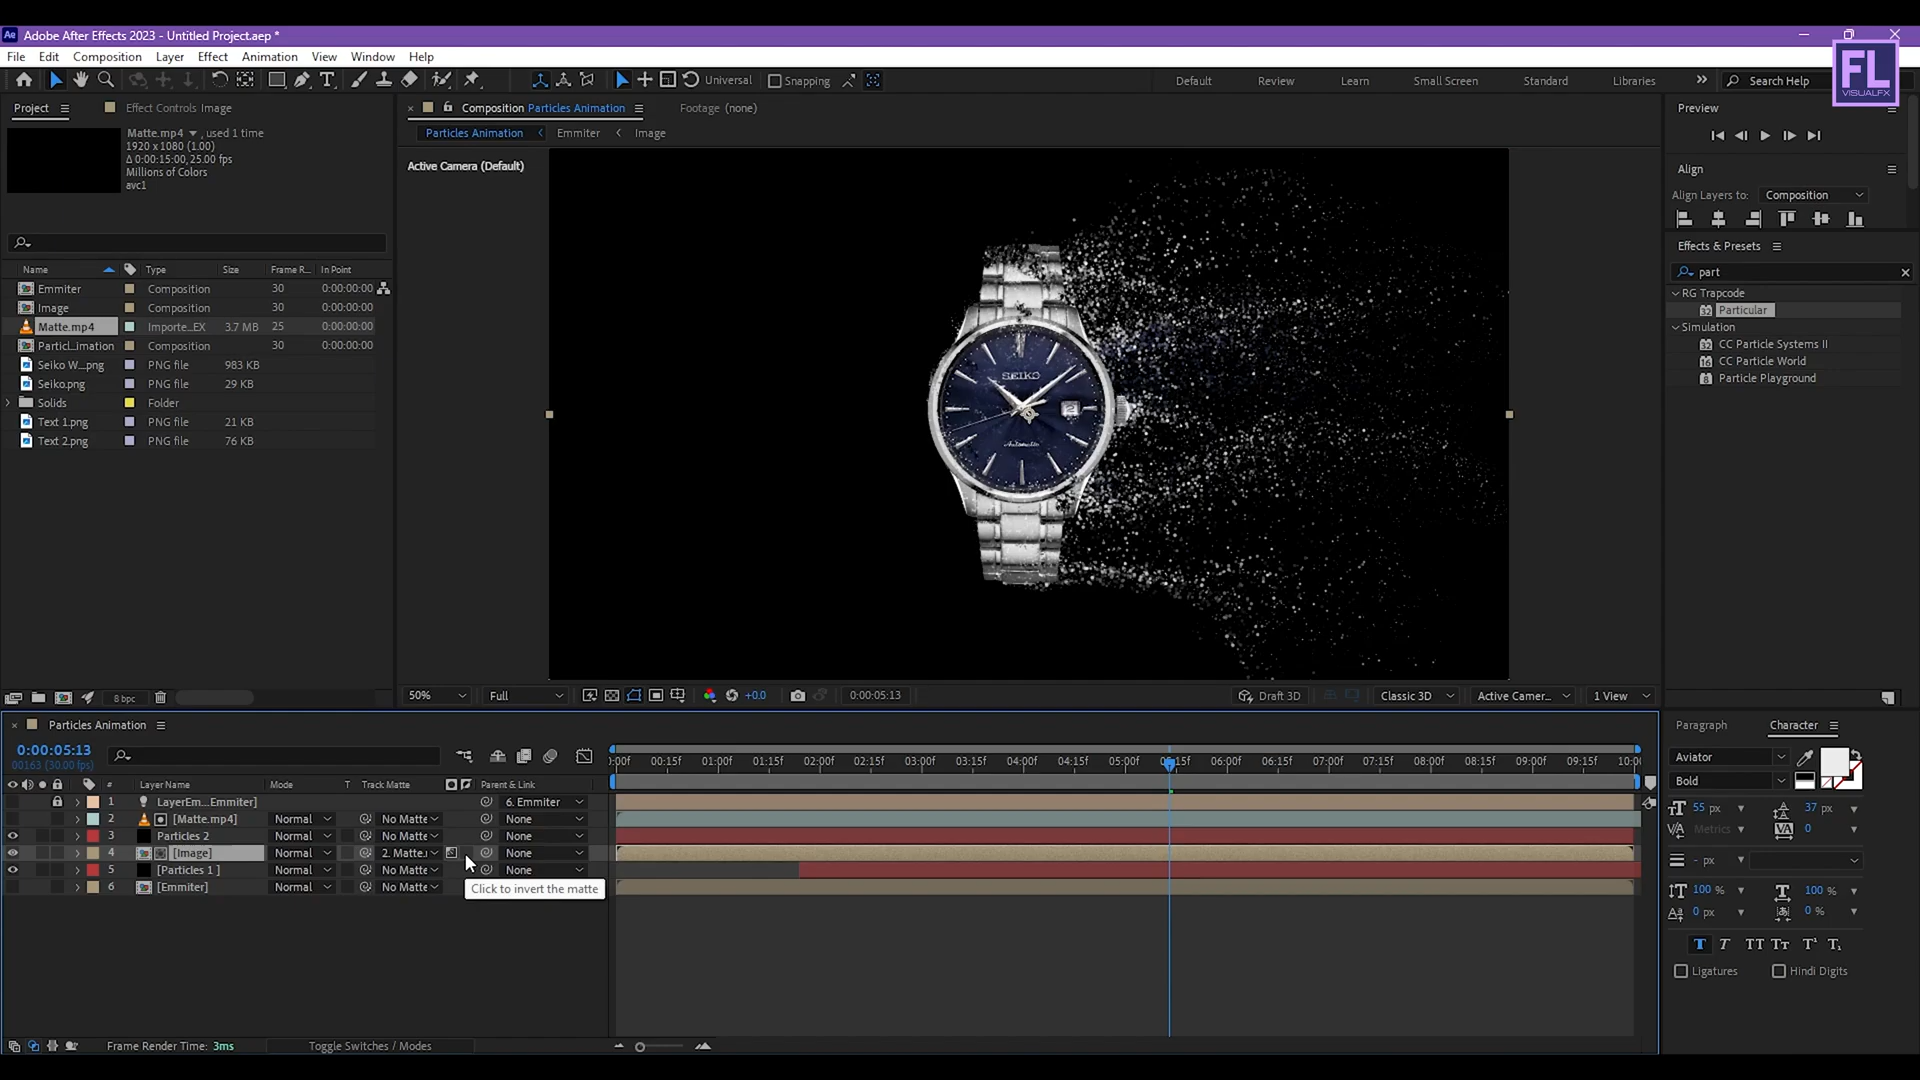 Adobe After Effects 2023 - Untitled Project.aep *
FL
VISUALFX
File Edit Composition Layer Effect Animation View Window Help
Universal Snapping Default Review Learn Small Screen Standard Libraries Search Help
Project Effect Controls Image
Matte.mp4 , used 1 time
1920 x 1080 (1.00)
Δ 0:00:15:00, 25.00 fps
Millions of Colors
avc1
Name Type Size Frame R... In Point
Emmiter Composition 30 0:00:00:00
Image Composition 30 0:00:00:00
Matte.mp4 Importe...EX 3.7 MB 25 0:00:00:00
Particl...imation Composition 30 0:00:00:00
Seiko W...png PNG file 983 KB
Seiko.png PNG file 29 KB
Solids Folder
Text 1.png PNG file 21 KB
Text 2.png PNG file 76 KB
8 bpc
Composition Particles Animation Footage (none)
Particles Animation Emmiter Image
Active Camera (Default)
SEIKO
Automatic
50% Full +0.0 0:00:05:13 Draft 3D Classic 3D Active Camer... 1 View
Preview
Align
Align Layers to: Composition
Effects & Presets
part
RG Trapcode
Particular
Simulation
CC Particle Systems II
CC Particle World
Particle Playground
Particles Animation
0:00:05:13
00163 (30.00 fps)
:00f 00:15f 01:00f 01:15f 02:00f 02:15f 03:00f 03:15f 04:00f 04:15f 05:00f 05:15f 06:00f 06:15f 07:00f 07:15f 08:00f 08:15f 09:00f 09:15f 10:00
# Layer Name Mode T Track Matte Parent & Link
1 LayerEm...Emmiter] 6. Emmiter
2 [Matte.mp4] Normal No Matte None
3 Particles 2 Normal No Matte None
4 [Image] Normal 2. Matte.i None
5 [Particles 1 ] Normal No Matte None
6 [Emmiter] Normal No Matte
Click to invert the matte
Frame Render Time: 3ms Toggle Switches / Modes
Paragraph Character
Aviator
Bold
55 px 37 px
Metrics 0
- px
100 % 100 %
0 px 0 %
T T TT Tт T¹ T₁
Ligatures Hindi Digits